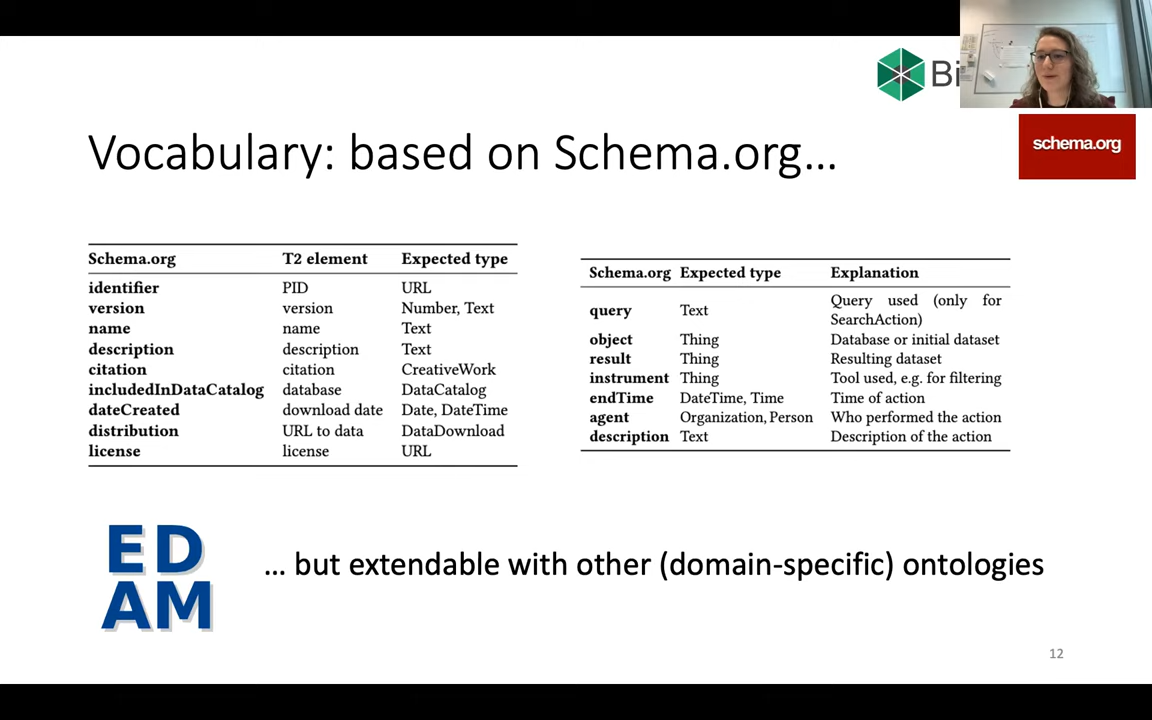 Bi
schema.org
Vocabulary: based on Schema.org...
Schema.org T2 element Expected type
identifier PID URL
version version Number, Text
name name Text
description description Text
citation citation CreativeWork
includedInDataCatalog database DataCatalog
dateCreated download date Date, DateTime
distribution URL to data DataDownload
license license URL
Schema.org Expected type Explanation
query Text Query used (only for
SearchAction)
object Thing Database or initial dataset
result Thing Resulting dataset
instrument Thing Tool used, e.g. for filtering
endTime DateTime, Time Time of action
agent Organization, Person Who performed the action
description Text Description of the action
ED
AM
... but extendable with other (domain-specific) ontologies
12